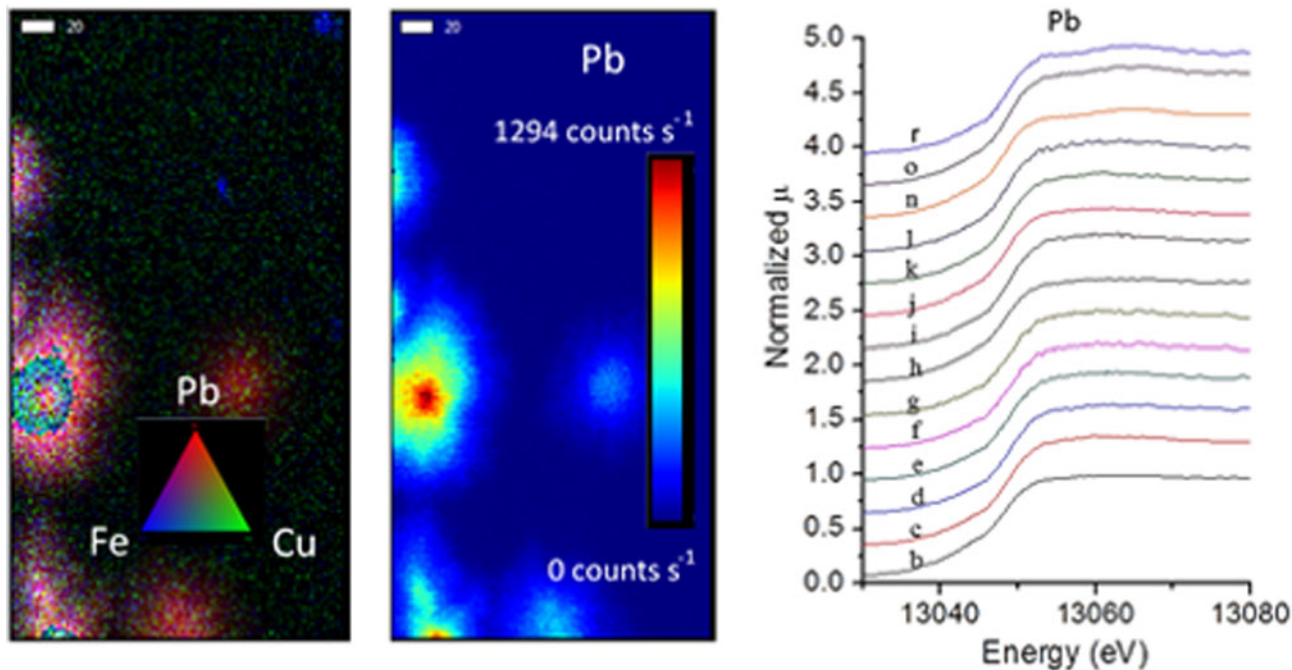 20
Pb
Fe
Cu
20
Pb
1294 counts s⁻¹
0 counts s⁻¹
Pb
Normalized μ
5.0
4.5
4.0
3.5
3.0
2.5
2.0
1.5
1.0
0.5
0.0
r
o
n
l
k
j
i
h
g
f
e
d
c
b
13040
13060
13080
Energy (eV)